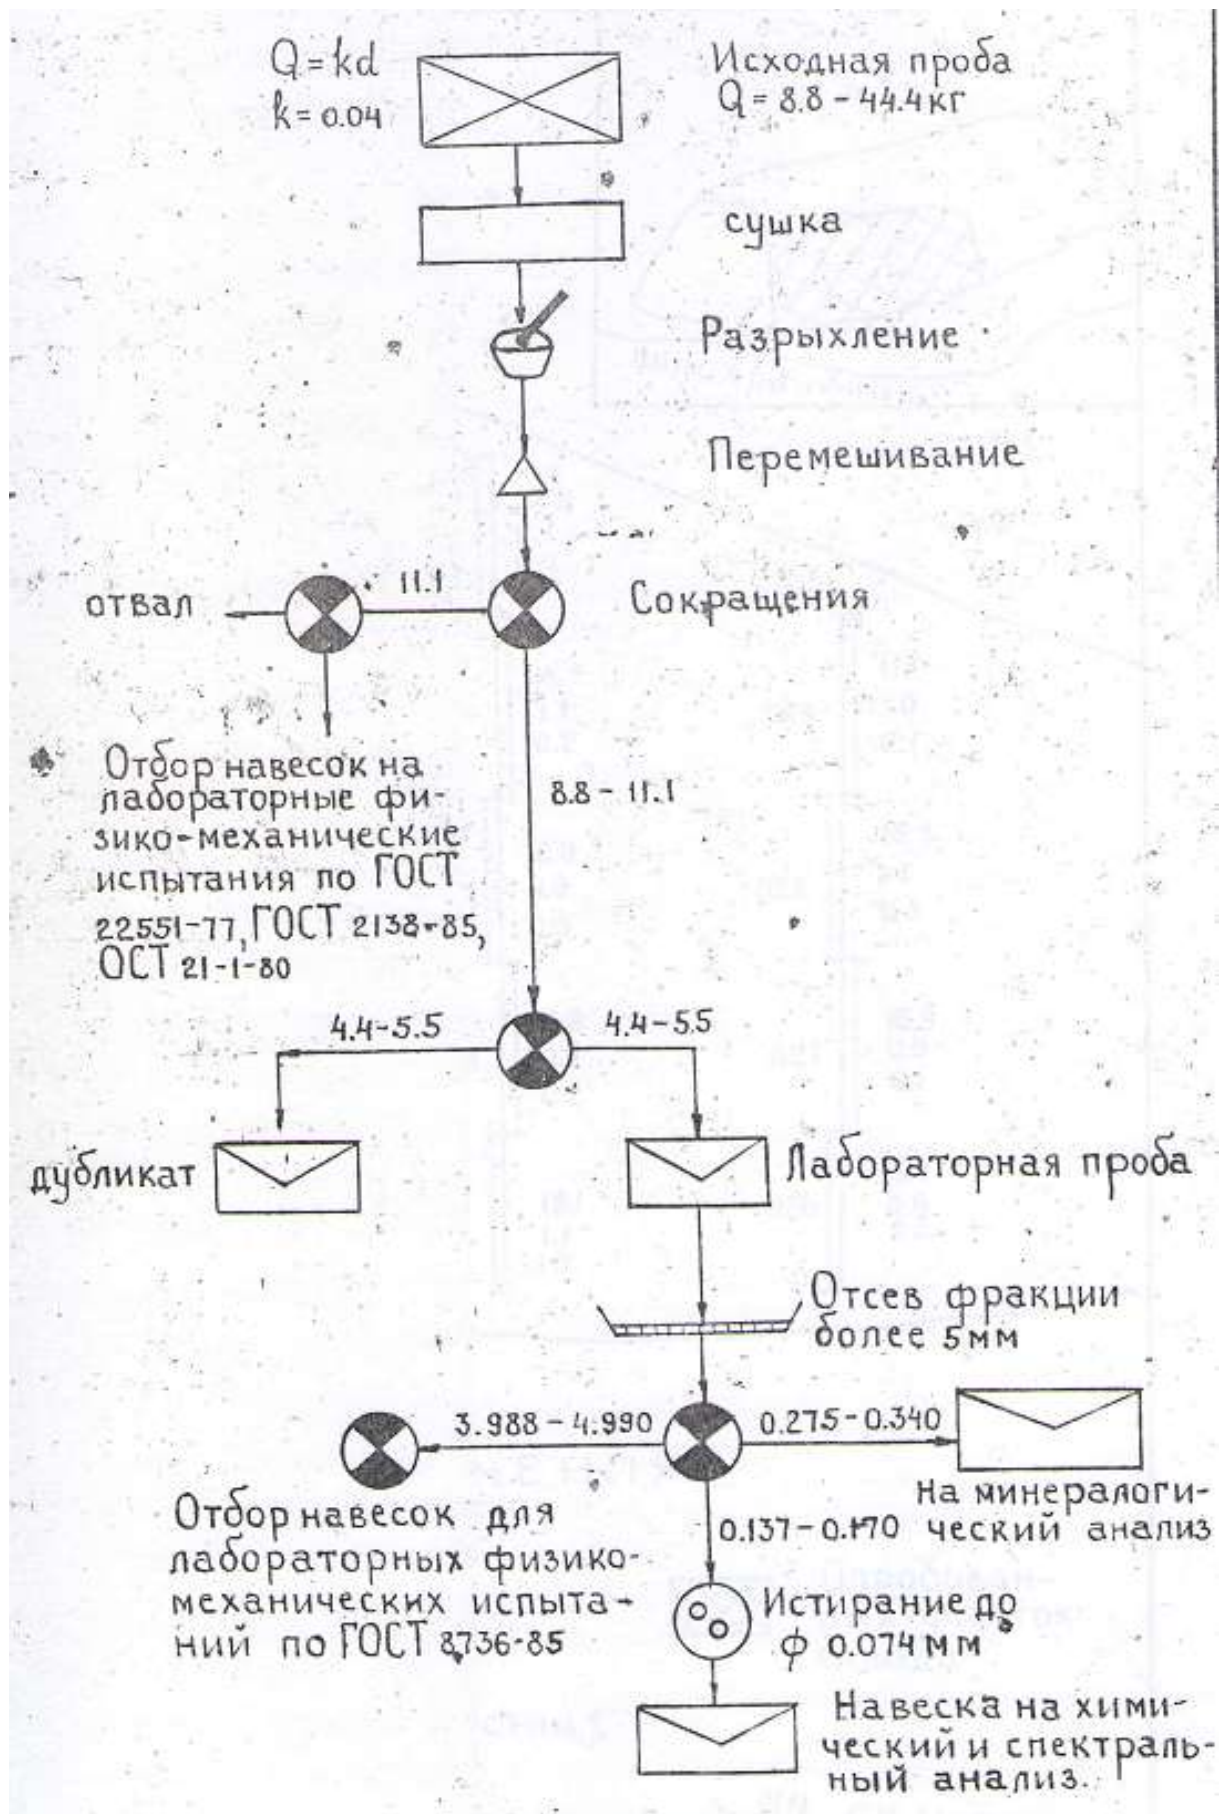 Q = kd
k = 0.04
Исходная проба
Q = 8.8 - 44.4 кг
сушка
Разрыхление
Перемешивание
отвал
11.1
Сокращения
Отбор навесок на
лабораторные фи-
зико-механические
испытания по ГОСТ
22551-77, ГОСТ 2138-85,
ОСТ 21-1-80
8.8 - 11.1
4.4-5.5
4.4-5.5
дубликат
Лабораторная проба
Отсев фракции
более 5мм
3.988 - 4.990
0.275-0.340
На минералоги-
ческий анализ
0.137-0.170
Отбор навесок для
лабораторных физико-
механических испыта-
ний по ГОСТ 8736-85
Истирание до
ф 0.074 мм
Навеска на хими-
ческий и спектраль-
ный анализ.